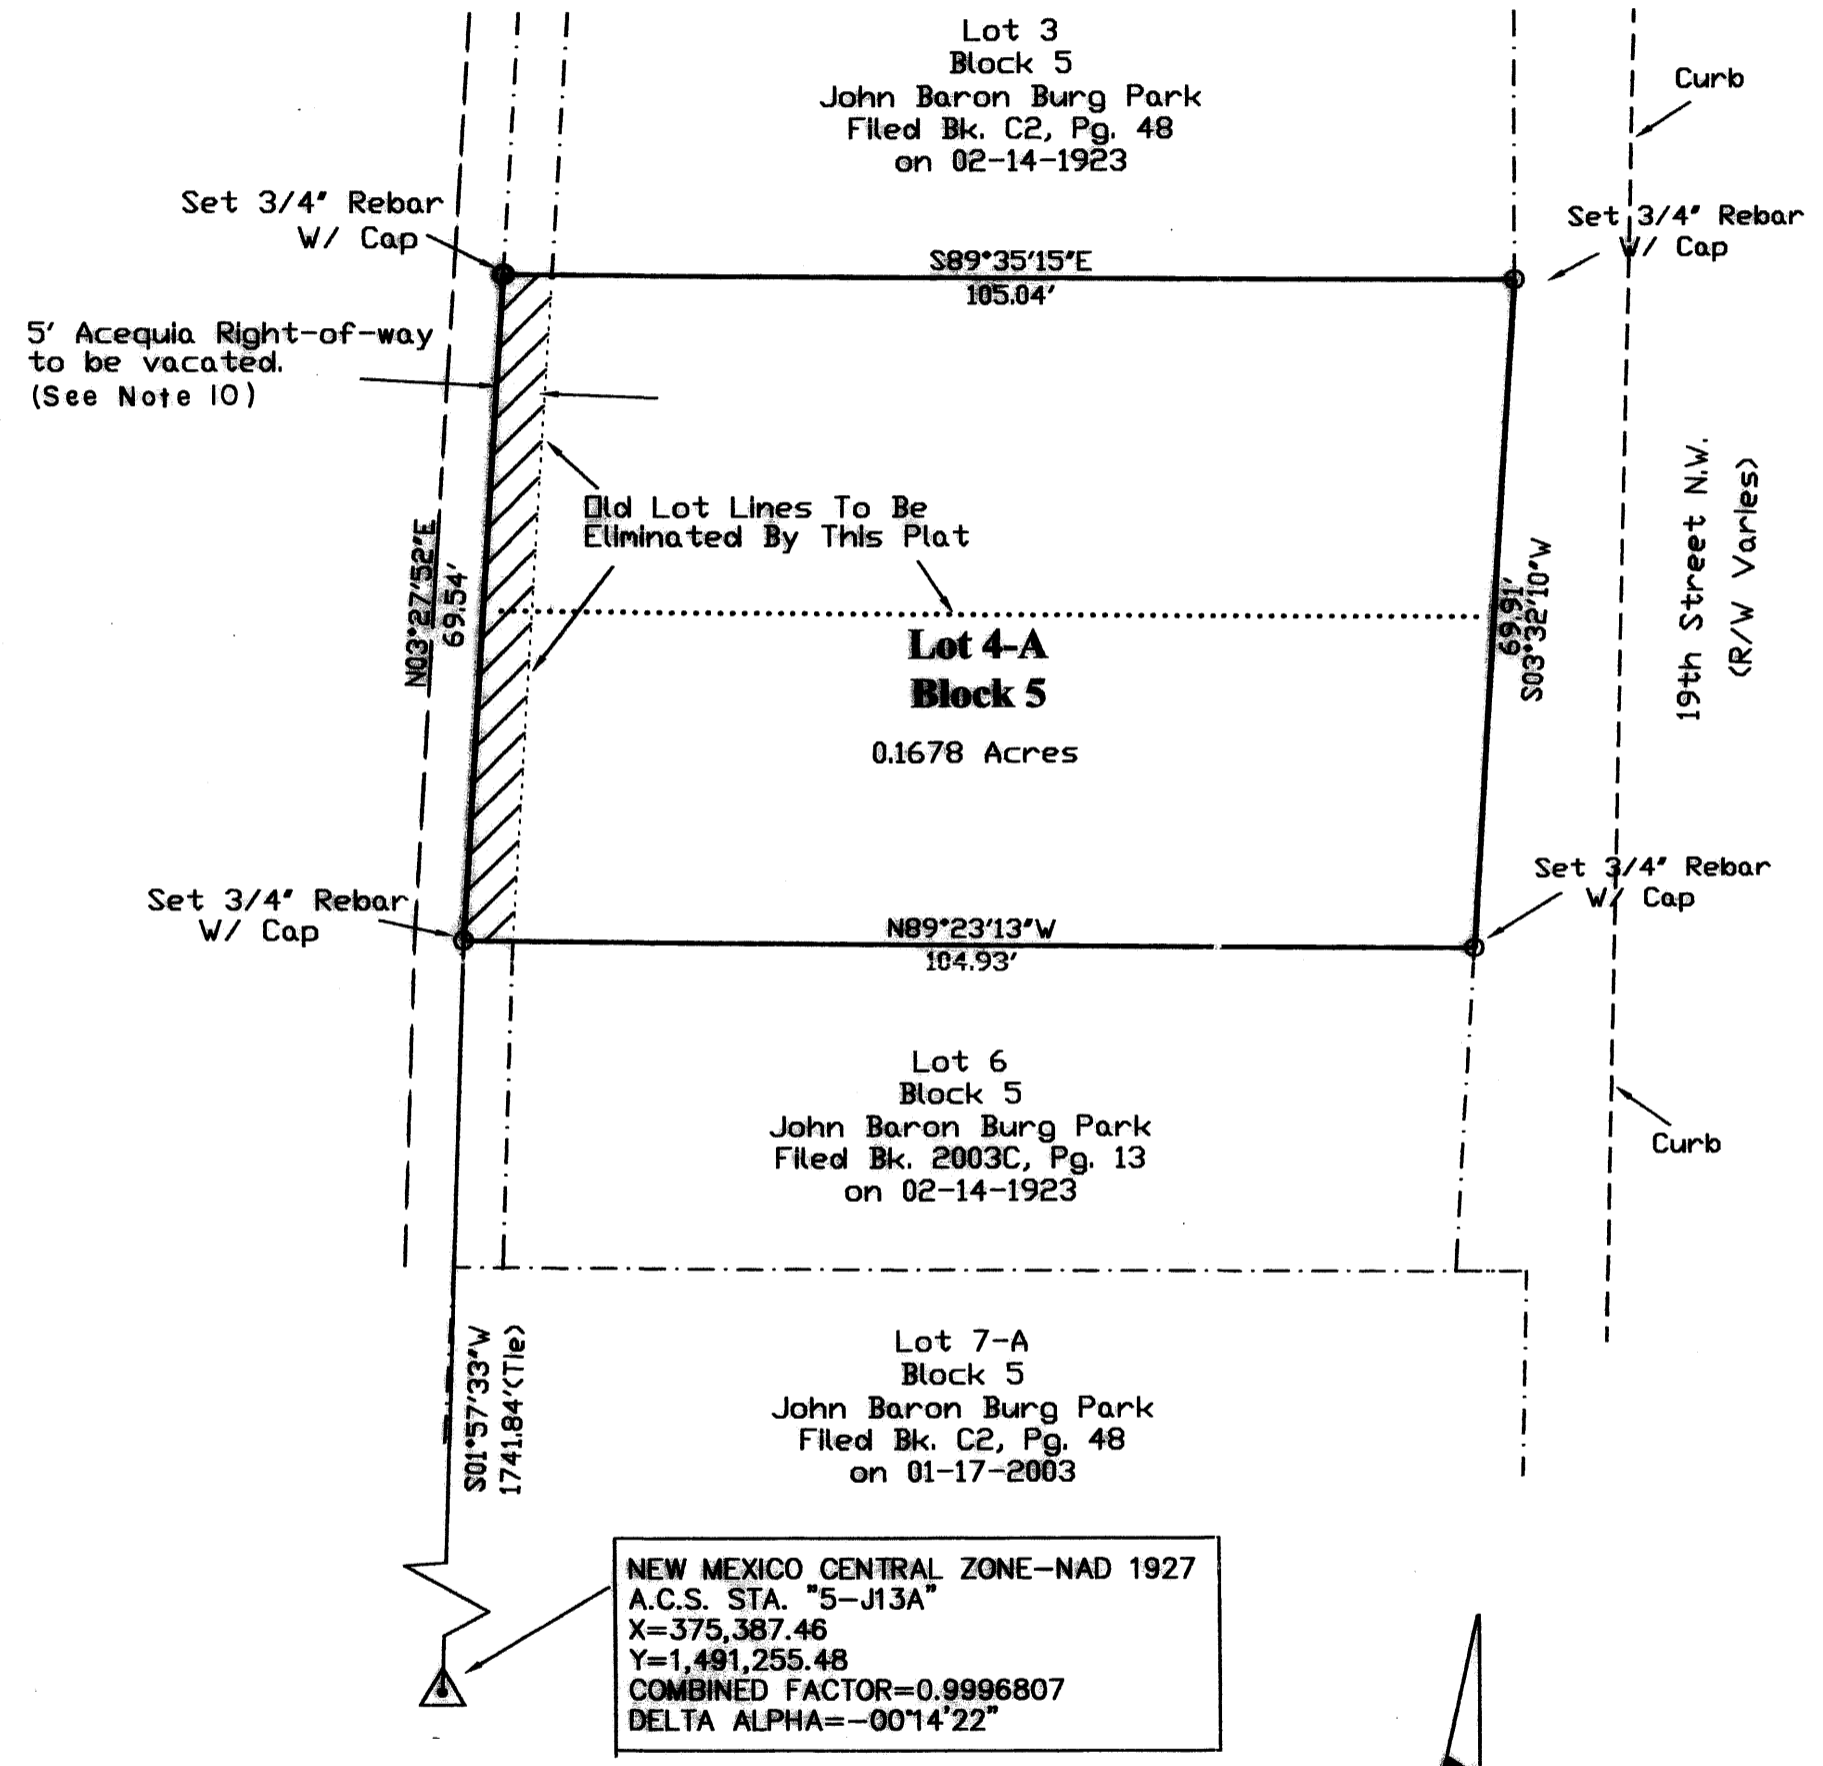 Lot 3
Block 5
John Baron Burg Park
Filed Bk. C2, Pg. 48
on 02-14-1923
Curb
Set 3/4" Rebar
W/ Cap
Set 3/4" Rebar
W/ Cap
S89°35'15"E
105.04'
5' Acequia Right-of-way
to be vacated.
(See Note 10)
Old Lot Lines To Be
Eliminated By This Plat
N03°27'52"E
69.54'
Lot 4-A
Block 5
0.1678 Acres
69.91'
S03°32'10"W
19th Street N.W.
(R/W Varies)
Set 3/4" Rebar
W/ Cap
Set 3/4" Rebar
W/ Cap
N89°23'13"W
104.93'
Lot 6
Block 5
John Baron Burg Park
Filed Bk. 2003C, Pg. 13
on 02-14-1923
Curb
Lot 7-A
Block 5
John Baron Burg Park
Filed Bk. C2, Pg. 48
on 01-17-2003
S01°57'33"W
1741.84'(Tie)
NEW MEXICO CENTRAL ZONE-NAD 1927
A.C.S. STA. "5-J13A"
X=375,387.46
Y=1,491,255.48
COMBINED FACTOR=0.9996807
DELTA ALPHA=-00°14'22"